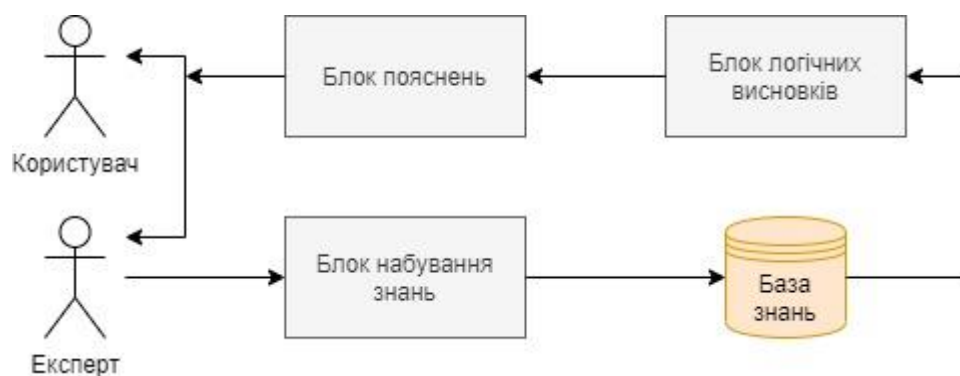 Блок пояснень
Блок логічних
висновків
Користувач
Блок набування
знань
База
знань
Експерт